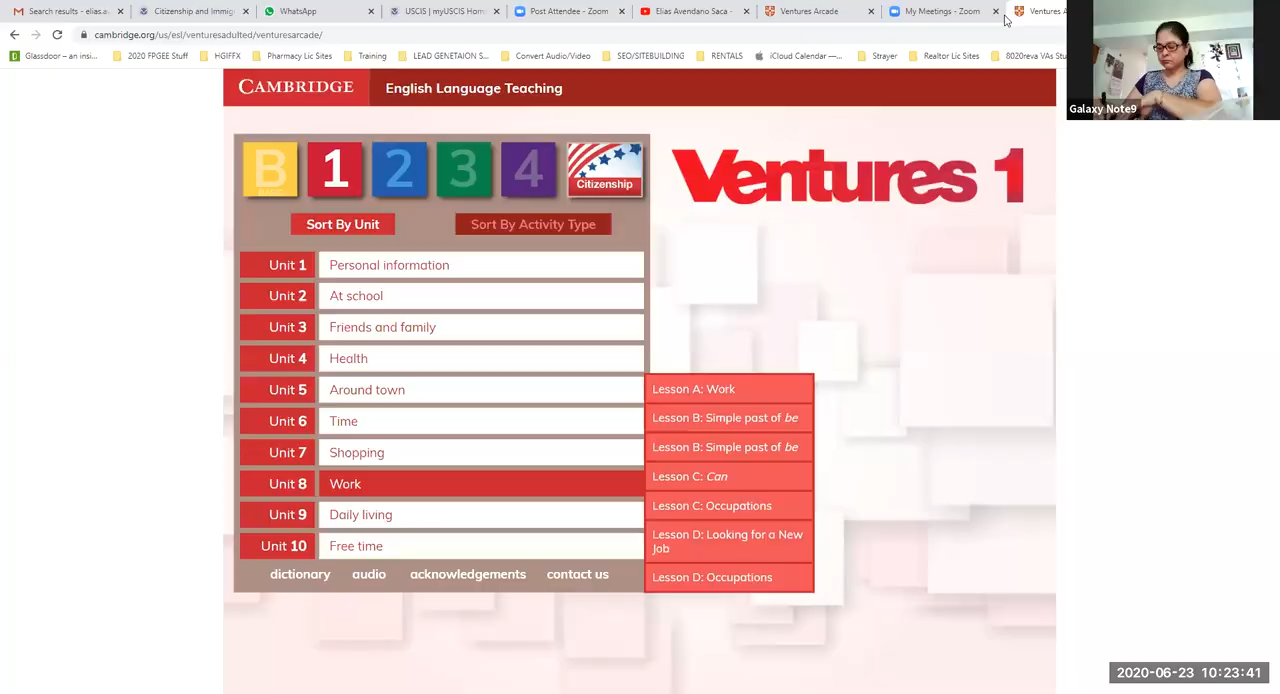 Search results - elias.a
Citizenship and Immig
WhatsApp
USCIS | myUSCIS Hom
Post Attendee - Zoom
Elias Avendano Saca -
Ventures Arcade
My Meetings - Zoom
Ventures A
cambridge.org/us/esl/venturesadulted/venturesarcade/
Glassdoor – an insi...
2020 FPGEE Stuff
HGIFFX
Pharmacy Lic Sites
Training
LEAD GENETAION S...
Convert Audio/Video
SEO/SITEBUILDING
RENTALS
iCloud Calendar —...
Strayer
Realtor Lic Sites
8020reva VAs Stu
Galaxy Note9
CAMBRIDGE
English Language Teaching
B 1 2 3 4
Citizenship
Ventures 1
Sort By Unit
Sort By Activity Type
Unit 1 Personal information
Unit 2 At school
Unit 3 Friends and family
Unit 4 Health
Unit 5 Around town
Unit 6 Time
Unit 7 Shopping
Unit 8 Work
Unit 9 Daily living
Unit 10 Free time
Lesson A: Work
Lesson B: Simple past of be
Lesson B: Simple past of be
Lesson C: Can
Lesson C: Occupations
Lesson D: Looking for a New
Job
Lesson D: Occupations
dictionary
audio
acknowledgements
contact us
2020-06-23 10:23:41